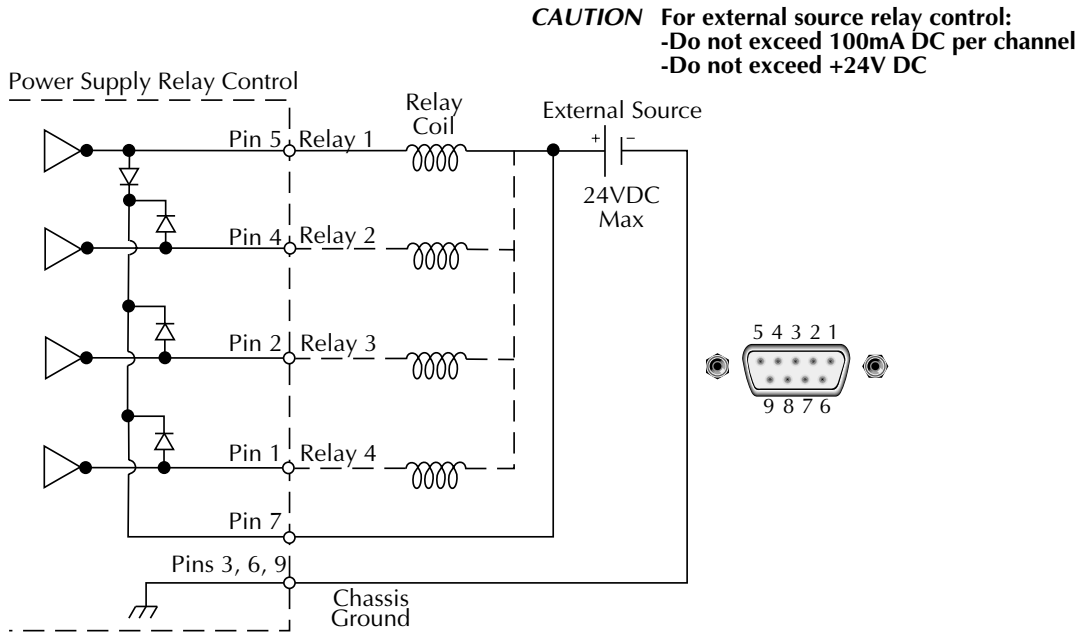 CAUTION For external source relay control:
-Do not exceed 100mA DC per channel
-Do not exceed +24V DC
Power Supply Relay Control
Relay
Coil
External Source
+ −
24VDC
Max
Pin 5 Relay 1
Pin 4 Relay 2
Pin 2 Relay 3
Pin 1 Relay 4
Pin 7
Pins 3, 6, 9
Chassis
Ground
5 4 3 2 1
9 8 7 6